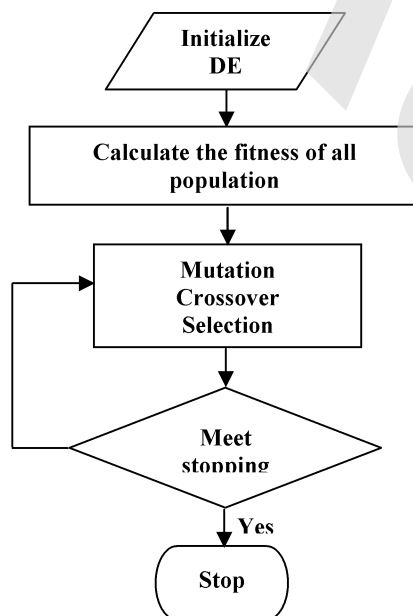 Initialize
DE
Calculate the fitness of all
population
Mutation
Crossover
Selection
Meet
stopping
Yes
Stop